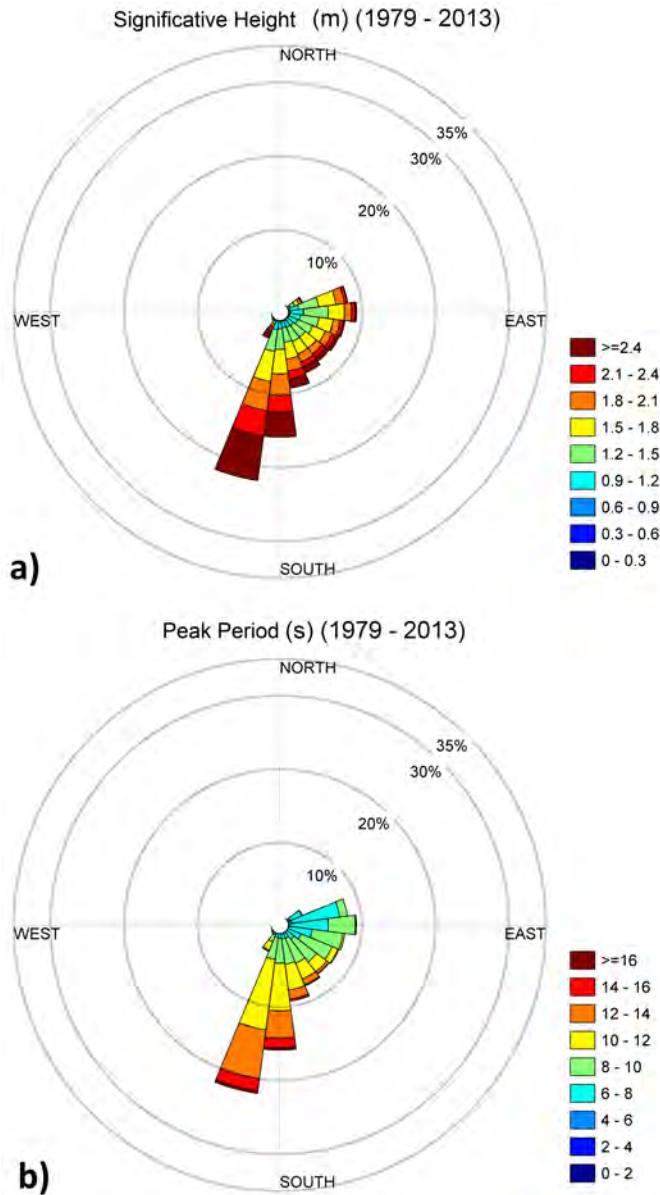 Significative Height (m) (1979 - 2013)
NORTH
35%
30%
20%
10%
WEST
EAST
SOUTH
>=2.4
2.1 - 2.4
1.8 - 2.1
1.5 - 1.8
1.2 - 1.5
0.9 - 1.2
0.6 - 0.9
0.3 - 0.6
0 - 0.3
a)
Peak Period (s) (1979 - 2013)
NORTH
35%
30%
20%
10%
WEST
EAST
SOUTH
>=16
14 - 16
12 - 14
10 - 12
8 - 10
6 - 8
4 - 6
2 - 4
0 - 2
b)